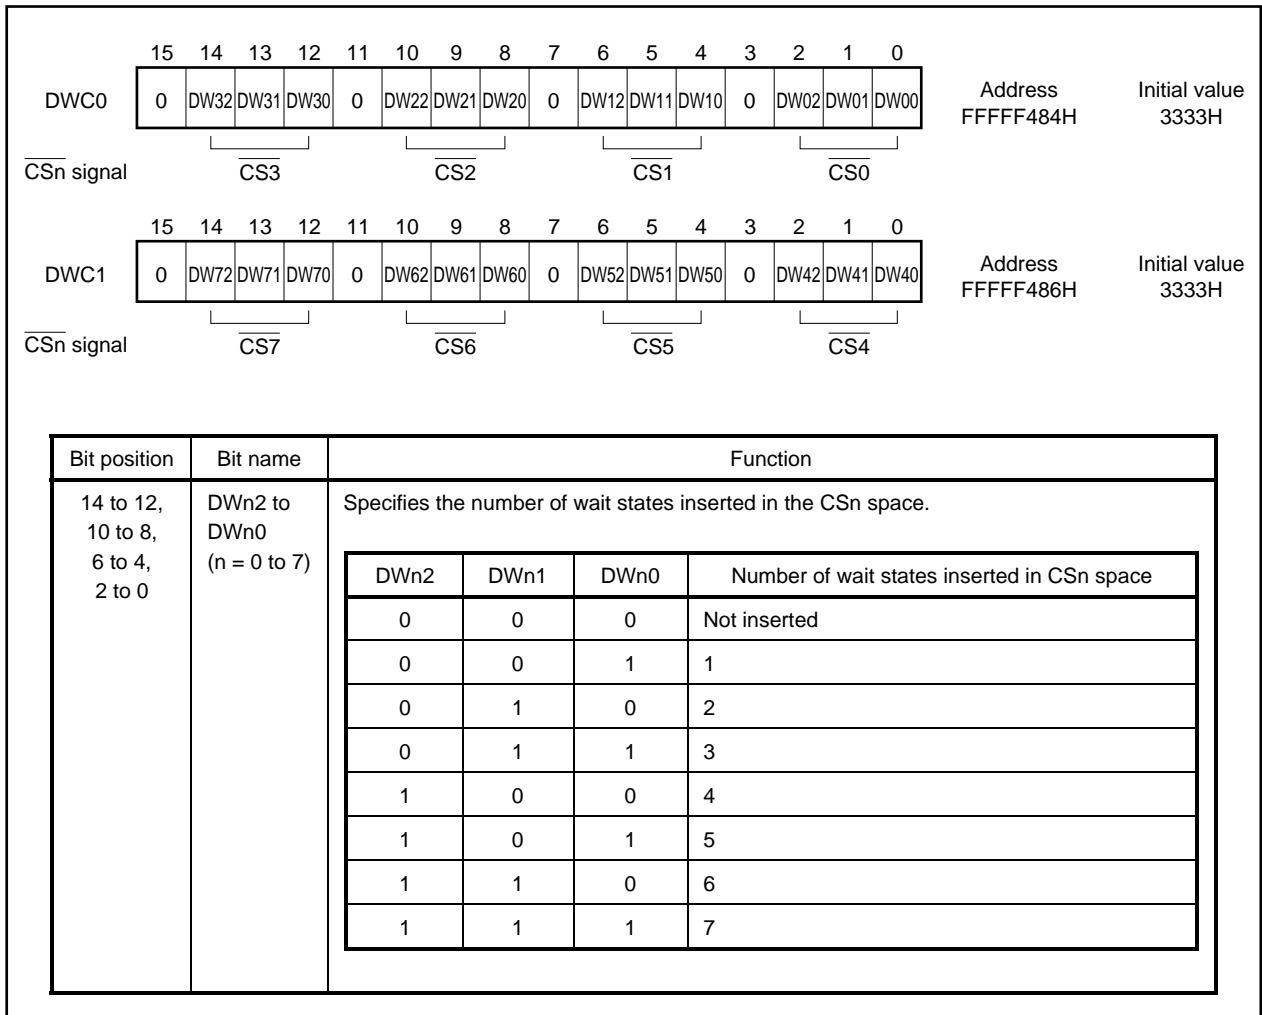 15 14 13 12 11 10 9 8 7 6 5 4 3 2 1 0
DWC0 0 DW32 DW31 DW30 0 DW22 DW21 DW20 0 DW12 DW11 DW10 0 DW02 DW01 DW00 Address FFFFF484H Initial value 3333H
CSn signal CS3 CS2 CS1 CS0
15 14 13 12 11 10 9 8 7 6 5 4 3 2 1 0
DWC1 0 DW72 DW71 DW70 0 DW62 DW61 DW60 0 DW52 DW51 DW50 0 DW42 DW41 DW40 Address FFFFF486H Initial value 3333H
CSn signal CS7 CS6 CS5 CS4
Bit position Bit name Function
14 to 12,
10 to 8,
6 to 4,
2 to 0
DWn2 to
DWn0
(n = 0 to 7)
Specifies the number of wait states inserted in the CSn space.
DWn2 DWn1 DWn0 Number of wait states inserted in CSn space
0 0 0 Not inserted
0 0 1 1
0 1 0 2
0 1 1 3
1 0 0 4
1 0 1 5
1 1 0 6
1 1 1 7